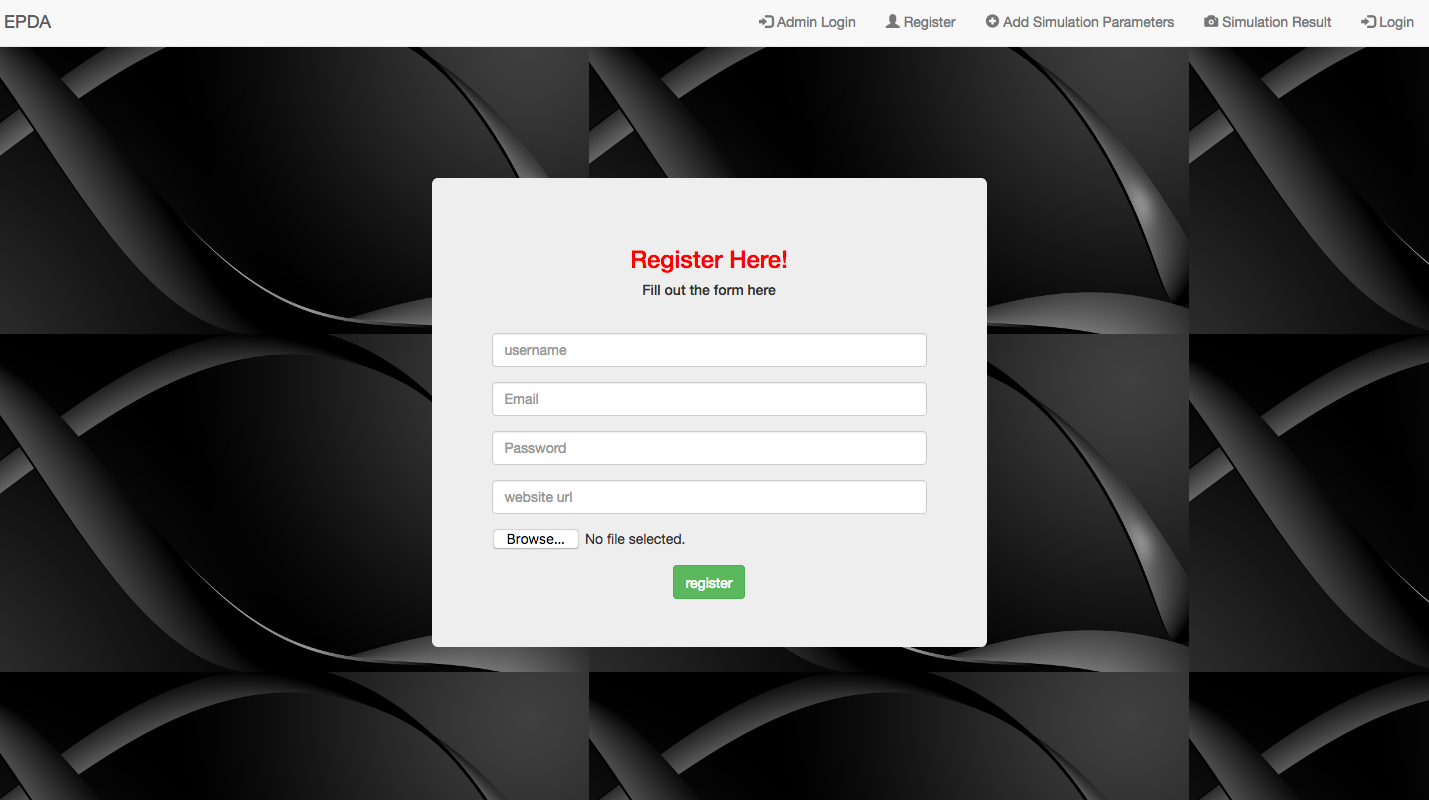 EPDA Admin Login Register Add Simulation Parameters Simulation Result Login
Register Here!
Fill out the form here
username
Email
Password
website url
Browse... No file selected.
register